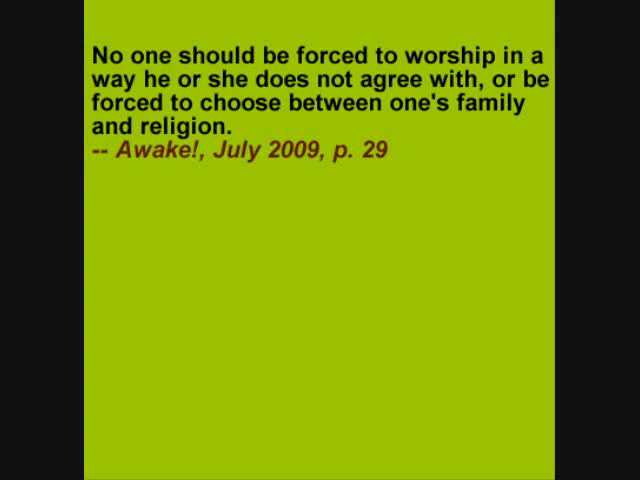 No one should be forced to worship in a
way he or she does not agree with, or be
forced to choose between one's family
and religion.
-- Awake!, July 2009, p. 29